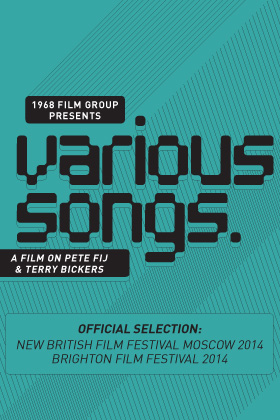 1968 FILM GROUP
PRESENTS
various
songs.
A FILM ON PETE FIJ
& TERRY BICKERS
OFFICIAL SELECTION:
NEW BRITISH FILM FESTIVAL MOSCOW 2014
BRIGHTON FILM FESTIVAL 2014